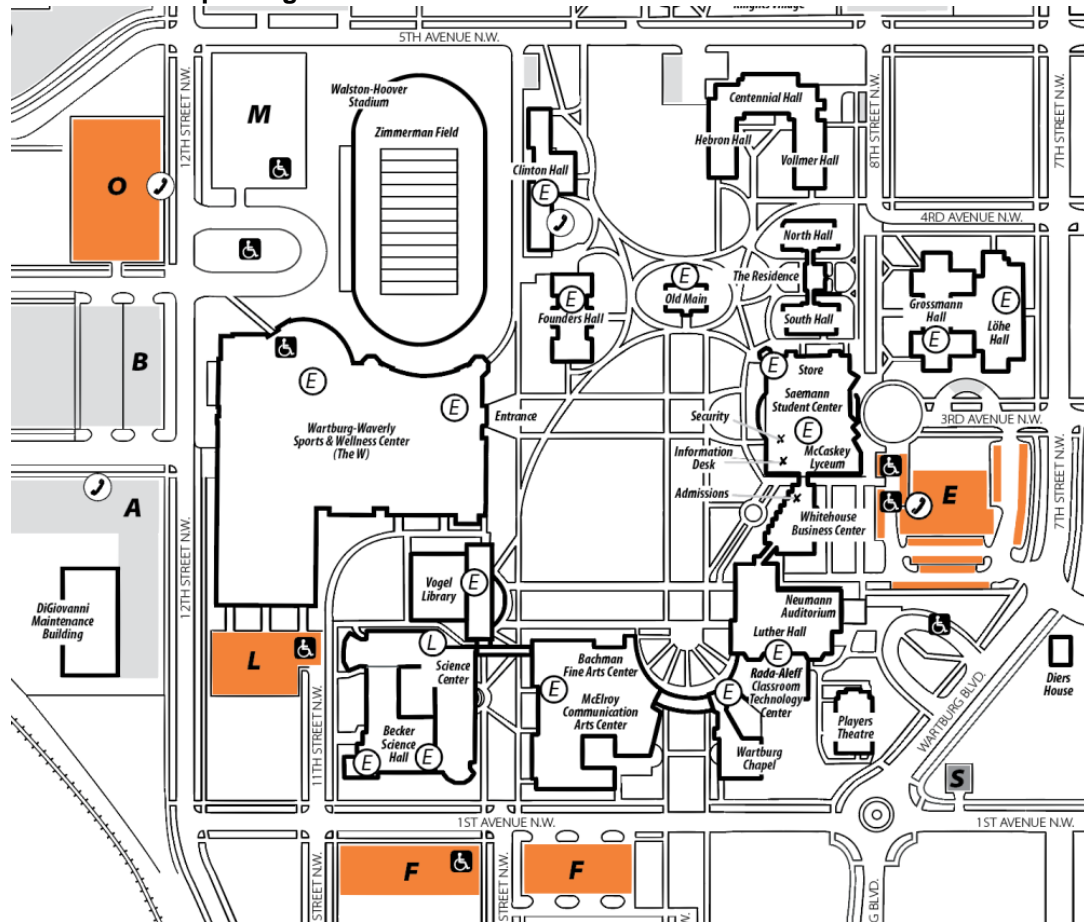 5TH AVENUE N.W.
12TH STREET N.W.
M
Walston-Hoover
Stadium
Zimmerman Field
Clinton Hall
E
Centennial Hall
Hebron Hall
Vollmer Hall
8TH STREET N.W.
7TH STREET N.W.
O
4RD AVENUE N.W.
North Hall
The Residence
South Hall
E
Old Main
E
Founders Hall
Grossmann
Hall
E
Löhe
Hall
E
B
E
E
Entrance
Wartburg-Waverly
Sports & Wellness Center
(The W)
E
Store
Saemann
Student Center
E
McCaskey
Lyceum
Security
Information
Desk
Admissions
3RD AVENUE N.W.
E
7TH STREET N.W.
Whitehouse
Business Center
A
12TH STREET N.W.
DiGiovanni
Maintenance
Building
Vogel
Library
E
Neumann
Auditorium
Luther Hall
E
Rada-Aleff
Classroom
Technology
Center
E
L
L
Science
Center
Becker
Science
Hall
E
E
11TH STREET N.W.
Bachman
Fine Arts Center
E
McElroy
Communication
Arts Center
Wartburg
Chapel
Players
Theatre
WARTBURG BLVD.
Diers
House
S
1ST AVENUE N.W.
1ST AVENUE N.W.
F
F
STREET N.W.
STREET N.W.
W.
G BLVD.